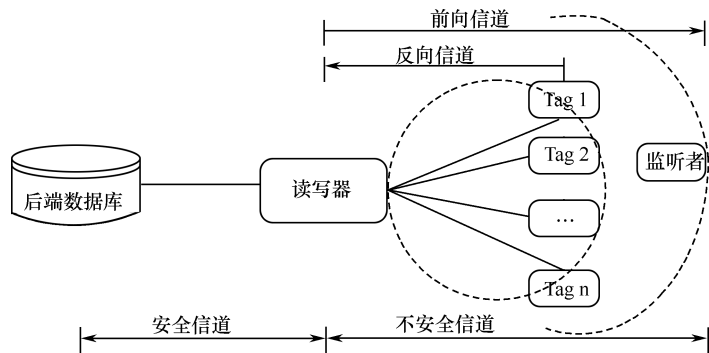 前向信道
反向信道
Tag 1
Tag 2
监听者
后端数据库
读写器
…
Tag n
安全信道
不安全信道